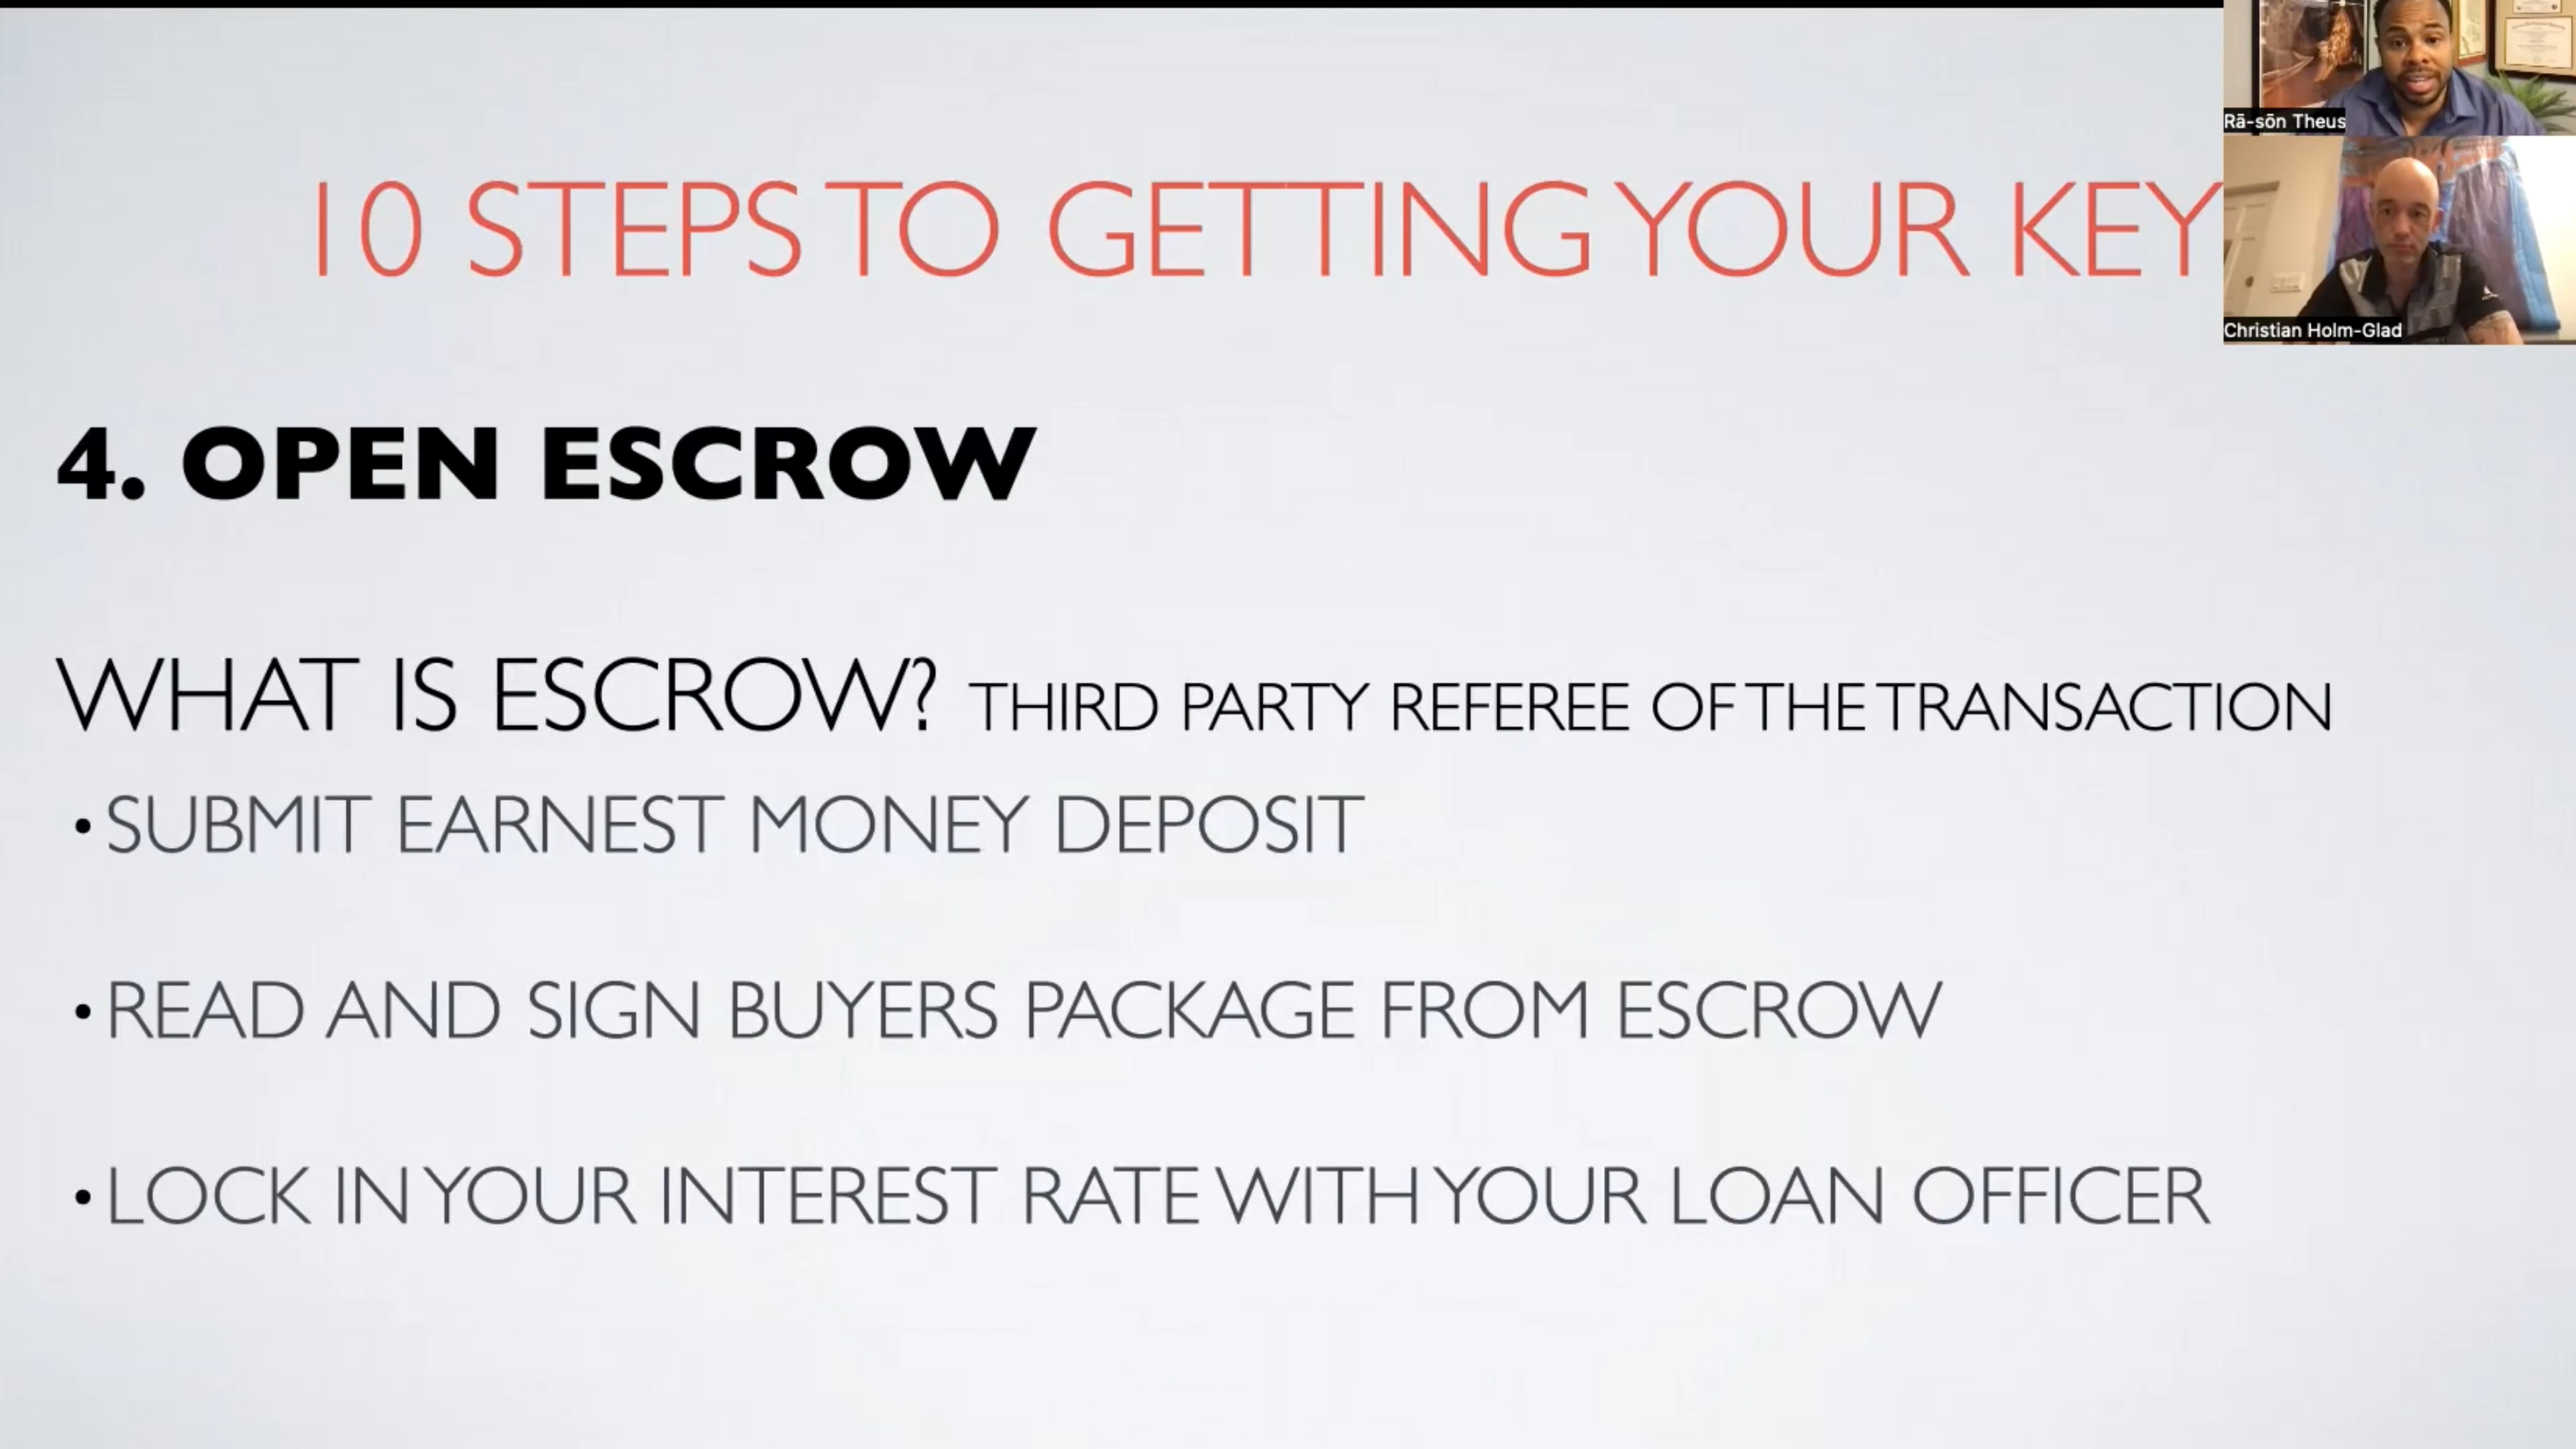 10 STEPS TO GETTING YOUR KEY
Rā-sōn Theus
Christian Holm-Glad
4. OPEN ESCROW
WHAT IS ESCROW? THIRD PARTY REFEREE OF THE TRANSACTION
• SUBMIT EARNEST MONEY DEPOSIT
• READ AND SIGN BUYERS PACKAGE FROM ESCROW
• LOCK IN YOUR INTEREST RATE WITH YOUR LOAN OFFICER